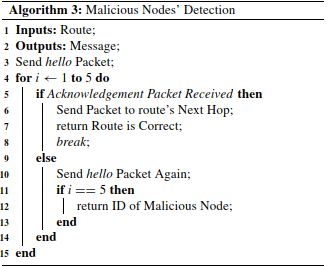 Algorithm 3: Malicious Nodes' Detection
1 Inputs: Route;
2 Outputs: Message;
3 Send hello Packet;
4 for i ← 1 to 5 do
5 if Acknowledgement Packet Received then
6 Send Packet to route's Next Hop;
7 return Route is Correct;
8 break;
9 else
10 Send hello Packet Again;
11 if i == 5 then
12 return ID of Malicious Node;
13 end
14 end
15 end